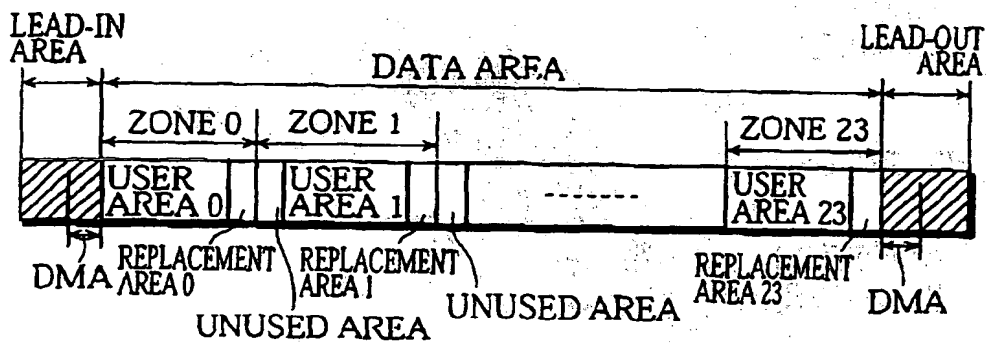 LEAD-IN
AREA
DATA AREA
LEAD-OUT
AREA
ZONE 0
ZONE 1
ZONE 23
USER
AREA 0
USER
AREA 1
USER
AREA 23
DMA
REPLACEMENT
AREA 0
REPLACEMENT
AREA 1
REPLACEMENT
AREA 23
DMA
UNUSED AREA
UNUSED AREA